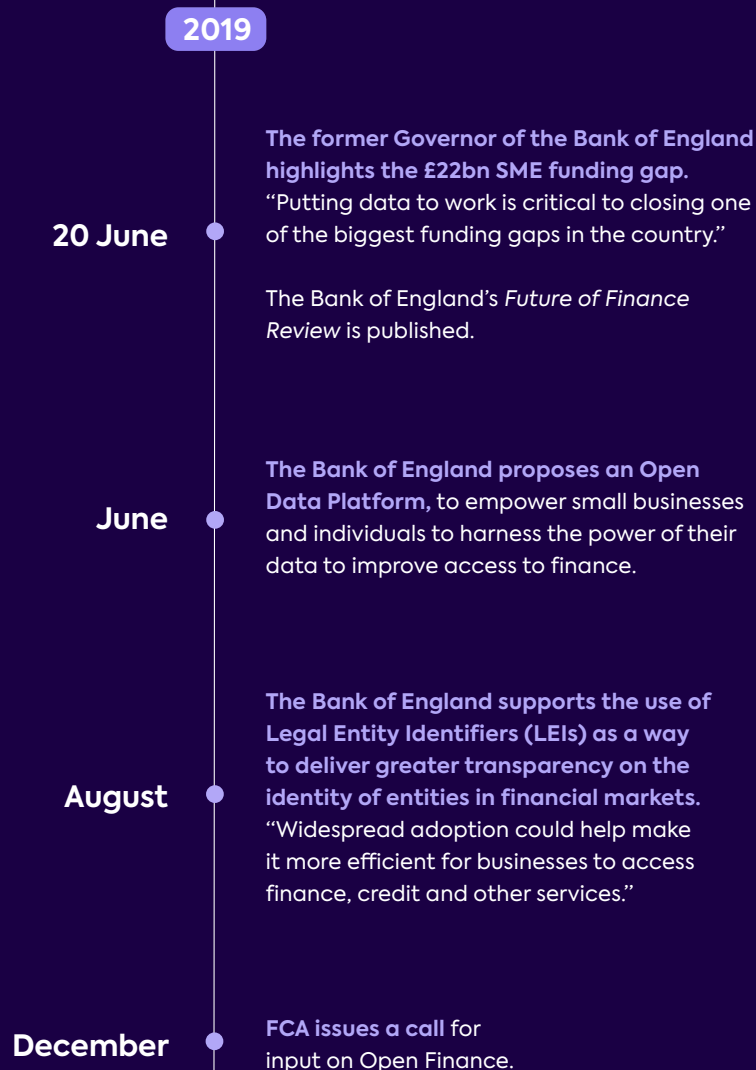 2019
20 June
The former Governor of the Bank of England
highlights the £22bn SME funding gap.
“Putting data to work is critical to closing one
of the biggest funding gaps in the country.”
The Bank of England’s Future of Finance
Review is published.
June
The Bank of England proposes an Open
Data Platform, to empower small businesses
and individuals to harness the power of their
data to improve access to finance.
August
The Bank of England supports the use of
Legal Entity Identifiers (LEIs) as a way
to deliver greater transparency on the
identity of entities in financial markets.
“Widespread adoption could help make
it more efficient for businesses to access
finance, credit and other services.”
December
FCA issues a call for
input on Open Finance.